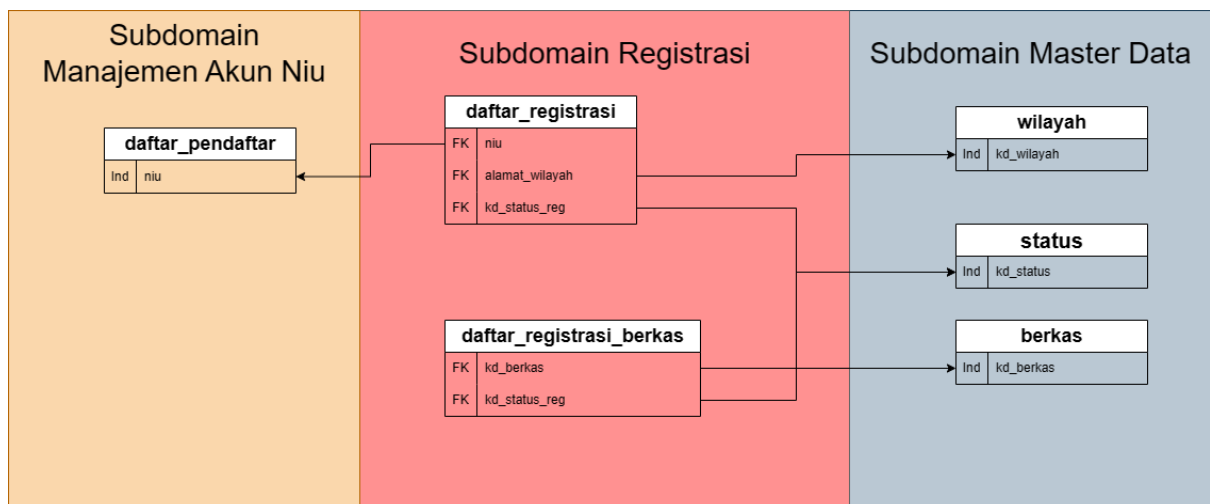 Subdomain
Manajemen Akun Niu
Subdomain Registrasi
Subdomain Master Data
daftar_pendaftar
Ind niu
daftar_registrasi
FK niu
FK alamat_wilayah
FK kd_status_reg
daftar_registrasi_berkas
FK kd_berkas
FK kd_status_reg
wilayah
Ind kd_wilayah
status
Ind kd_status
berkas
Ind kd_berkas